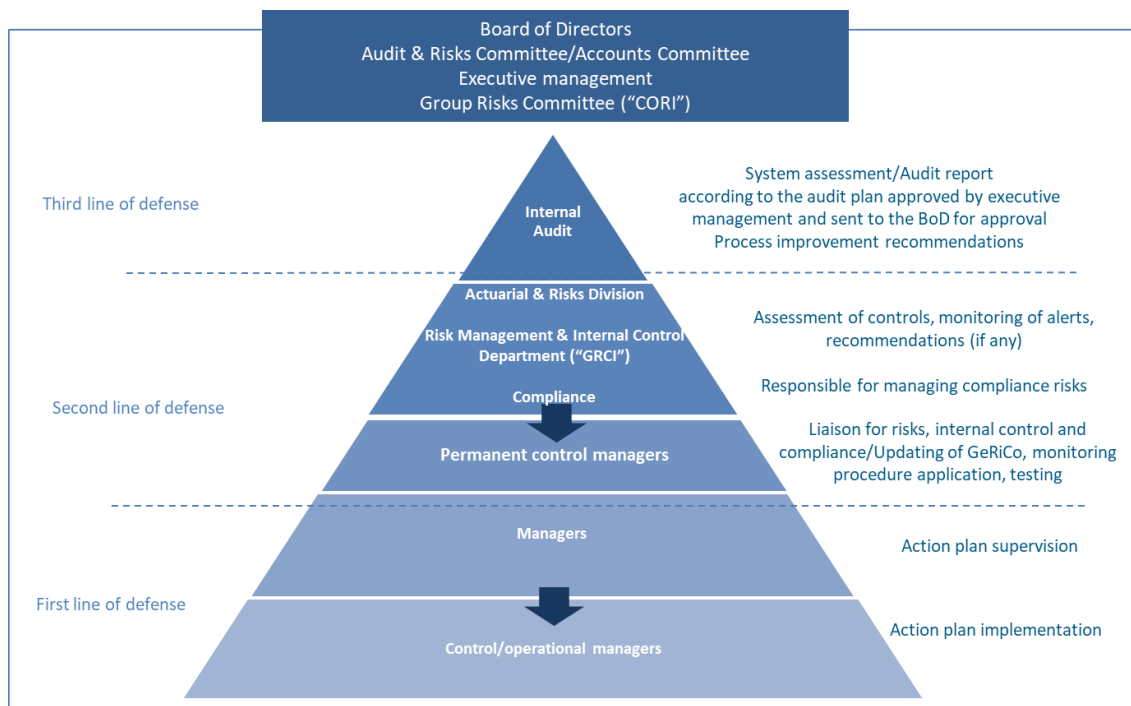 Board of Directors
Audit & Risks Committee/Accounts Committee
Executive management
Group Risks Committee (“CORI”)
Third line of defense
Internal
Audit
System assessment/Audit report
according to the audit plan approved by executive
management and sent to the BoD for approval
Process improvement recommendations
Second line of defense
Actuarial & Risks Division
Risk Management & Internal Control
Department (“GRCI”)
Compliance
Permanent control managers
Assessment of controls, monitoring of alerts,
recommendations (if any)
Responsible for managing compliance risks
Liaison for risks, internal control and
compliance/Updating of GeRiCo, monitoring
procedure application, testing
First line of defense
Managers
Action plan supervision
Control/operational managers
Action plan implementation